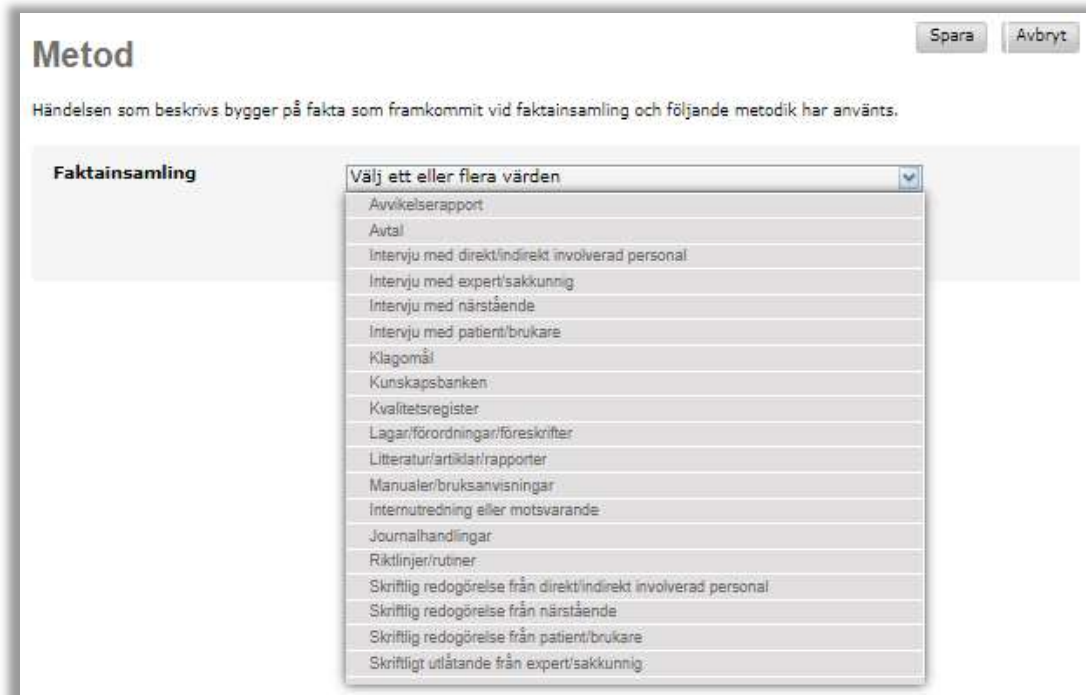 Metod
Spara
Avbryt
Händelsen som beskrivs bygger på fakta som framkommit vid faktainsamling och följande metodik har använts.
Faktainsamling
Välj ett eller flera värden
Avvikelserapport
Avtal
Intervju med direkt/indirekt involverad personal
Intervju med expert/sakkunnig
Intervju med närstående
Intervju med patient/brukare
Klagomål
Kunskapsbanken
Kvalitetsregister
Lagar/förordningar/föreskrifter
Litteratur/artiklar/rapporter
Manualer/bruksanvisningar
Internutredning eller motsvarande
Journalhandlingar
Riktlinjer/rutiner
Skriftlig redogörelse från direkt/indirekt involverad personal
Skriftlig redogörelse från närstående
Skriftlig redogörelse från patient/brukare
Skriftligt utlåtande från expert/sakkunnig